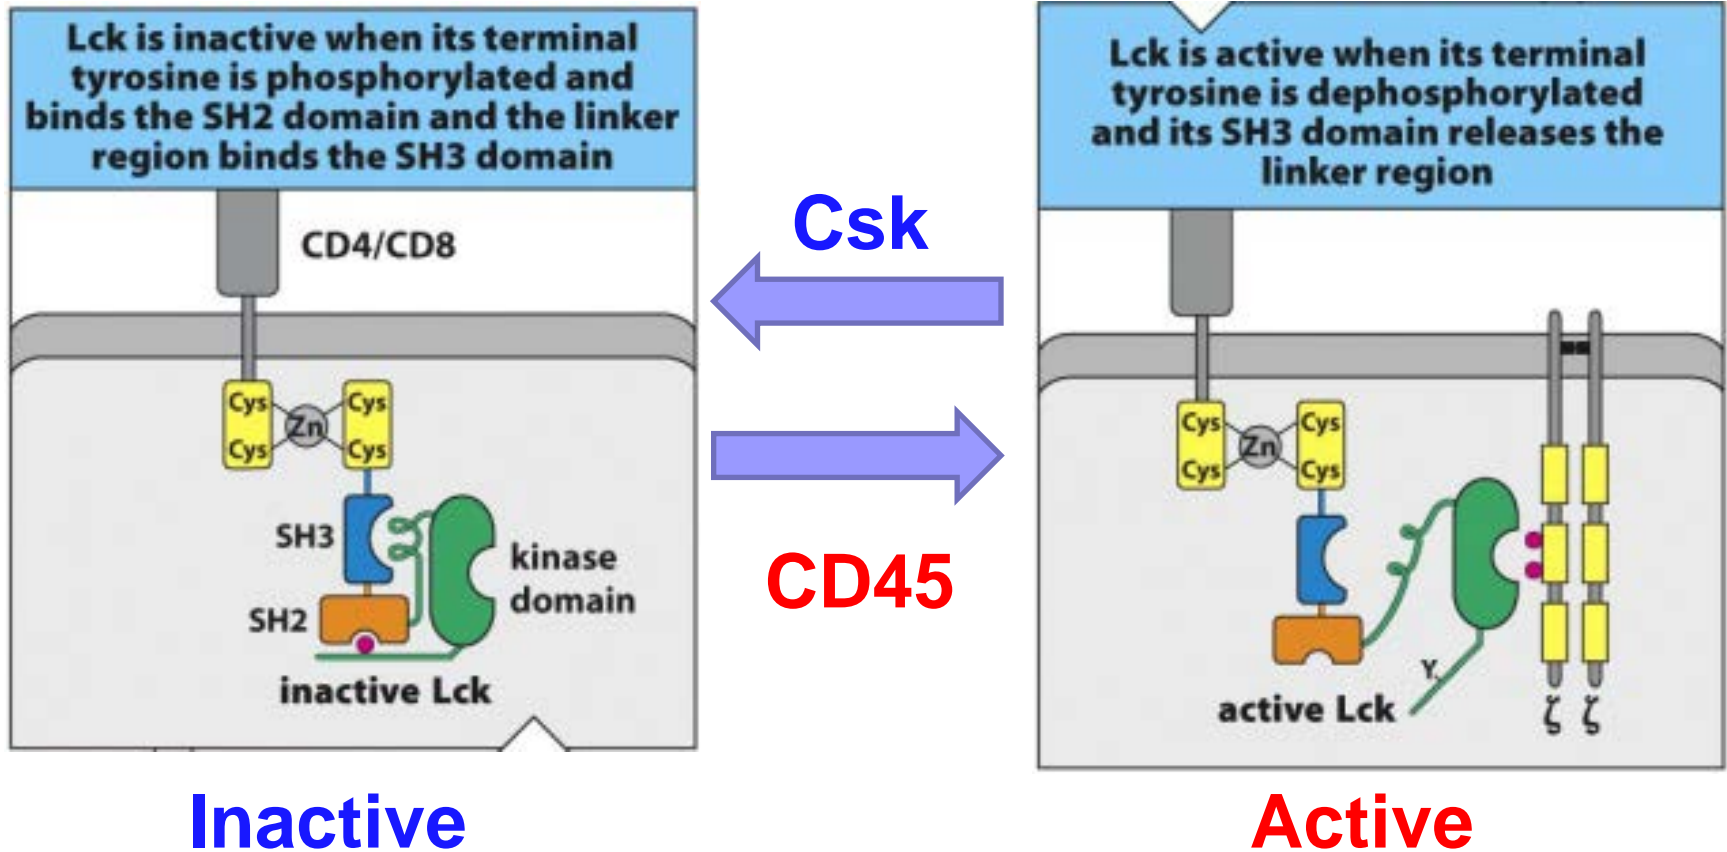 Lck is inactive when its terminal
tyrosine is phosphorylated and
binds the SH2 domain and the linker
region binds the SH3 domain
CD4/CD8
Cys
Cys
Zn
Cys
Cys
SH3
kinase
domain
SH2
inactive Lck
Inactive
Csk
CD45
Lck is active when its terminal
tyrosine is dephosphorylated
and its SH3 domain releases the
linker region
Cys
Cys
Zn
Cys
Cys
Y
active Lck
ζ ζ
Active